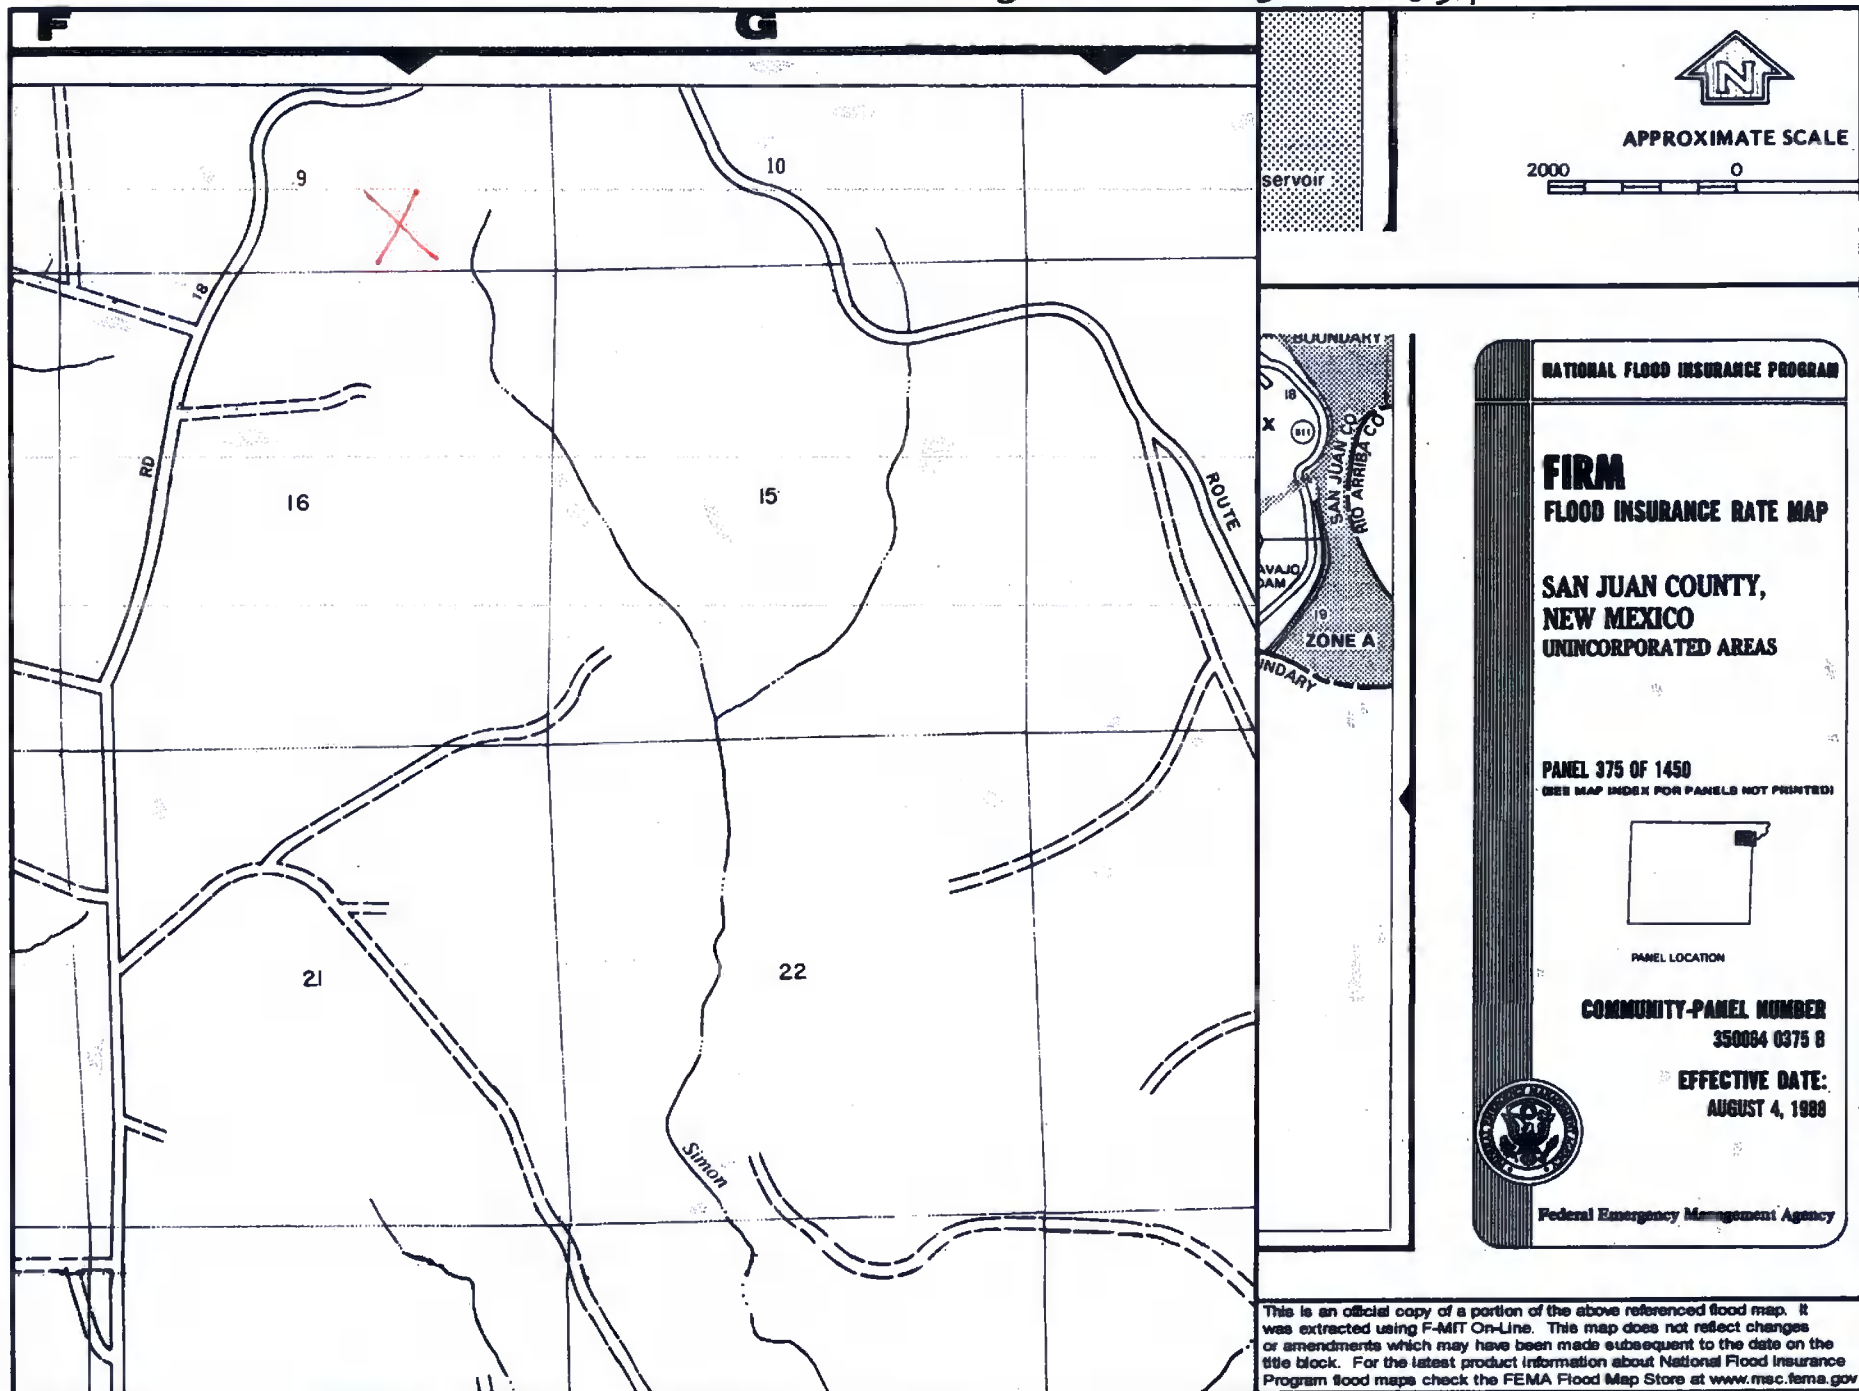 F
G
9
10
18
RD
16
15
ROUTE
21
22
Simon
servoir
BOUNDARY
18
X
511
SAN JUAN CO
RIO ARRIBA CO
AVAJO
DAM
19
ZONE A
UNDARY
N
APPROXIMATE SCALE
2000 0
NATIONAL FLOOD INSURANCE PROGRAM
FIRM
FLOOD INSURANCE RATE MAP
SAN JUAN COUNTY,
NEW MEXICO
UNINCORPORATED AREAS
PANEL 375 OF 1450
(SEE MAP INDEX FOR PANELS NOT PRINTED)
PANEL LOCATION
COMMUNITY-PANEL NUMBER
350064 0375 B
EFFECTIVE DATE:
AUGUST 4, 1988
Federal Emergency Management Agency
This is an official copy of a portion of the above referenced flood map. It
was extracted using F-MIT On-Line. This map does not reflect changes
or amendments which may have been made subsequent to the date on the
title block. For the latest product information about National Flood Insurance
Program flood maps check the FEMA Flood Map Store at www.msc.fema.gov